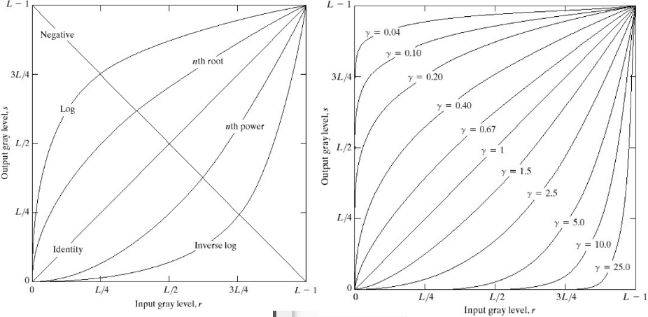 L − 1
Negative
nth root
3L/4
Log
Output gray level, s
L/2
nth power
L/4
Identity
Inverse log
0
0
L/4
L/2
3L/4
L − 1
Input gray level, r
L − 1
γ = 0.04
γ = 0.10
γ = 0.20
3L/4
γ = 0.40
γ = 0.67
Output gray level, s
L/2
γ = 1
γ = 1.5
γ = 2.5
L/4
γ = 5.0
γ = 10.0
γ = 25.0
0
0
L/4
L/2
3L/4
L − 1
Input gray level, r